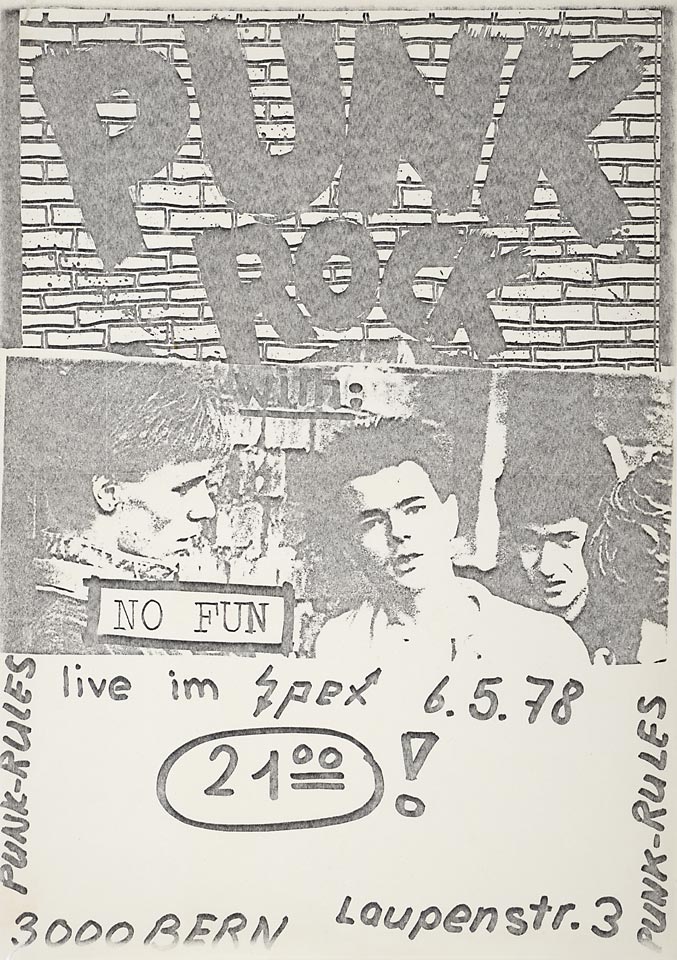 PUNK
ROCK
with:
NO FUN
live im Spex 6.5.78
21⁰⁰ !
PUNK-RULES
PUNK-RULES
3000 BERN Laupenstr. 3